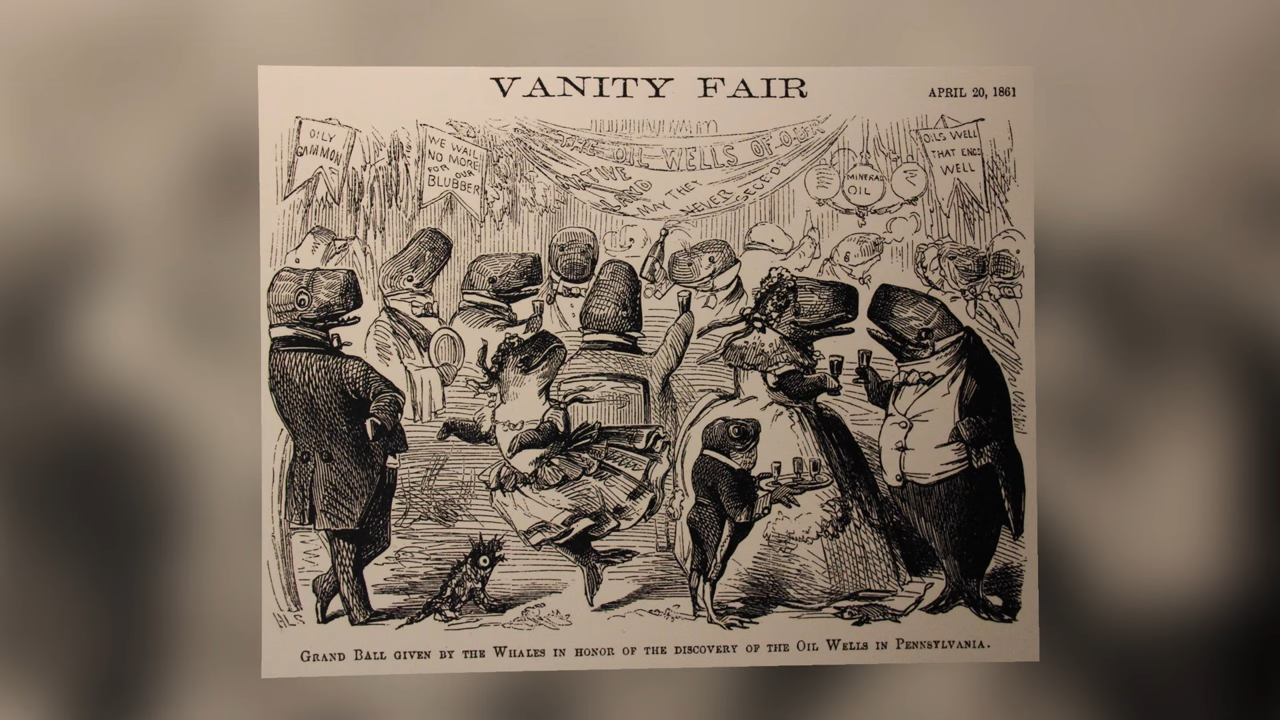 VANITY FAIR
APRIL 20, 1861
OILY
GAMMON
WE WAIL
NO MORE
FOR OUR
BLUBBER
THE OIL WELLS OF OUR
NATIVE
LAND
MAY THEY
NEVER
SECEDE
MINERAL
OIL
OILS WELL
THAT ENDS
WELL
HLS
GRAND BALL GIVEN BY THE WHALES IN HONOR OF THE DISCOVERY OF THE OIL WELLS IN PENNSYLVANIA.